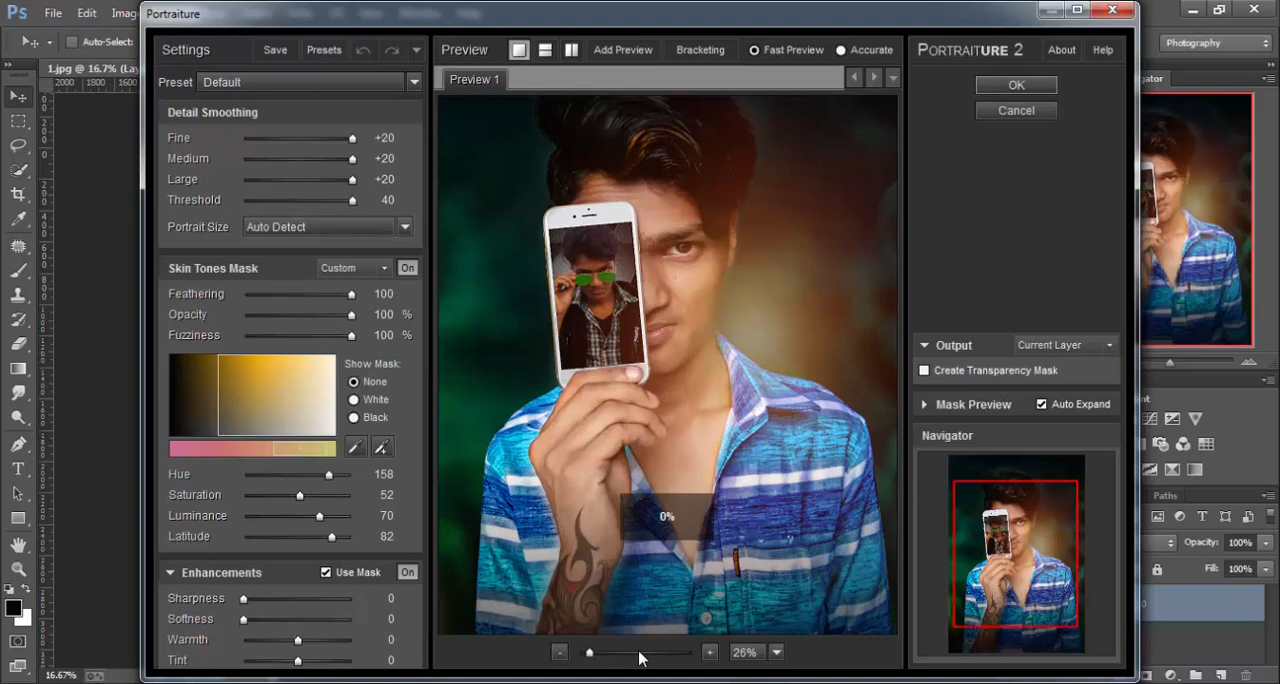 Ps File Edit Imag
Portraiture
Auto-Select:
Photography
1.jpg @ 16.7% (Lay
2000 1900 1800
Settings Save Presets
Preset Default
Detail Smoothing
Fine +20
Medium +20
Large +20
Threshold 40
Portrait Size Auto Detect
Skin Tones Mask Custom On
Feathering 100
Opacity 100 %
Fuzziness 100 %
Show Mask:
None
White
Black
Hue 158
Saturation 52
Luminance 70
Latitude 82
Enhancements Use Mask On
Sharpness 0
Softness 0
Warmth 0
Tint 0
Preview Add Preview Bracketing Fast Preview Accurate
Preview 1
0%
- + 26%
PORTRAITURE 2 About Help
OK
Cancel
Output Current Layer
Create Transparency Mask
Mask Preview Auto Expand
Navigator
gator
Paths
Opacity: 100%
Fill: 100%
16.67%